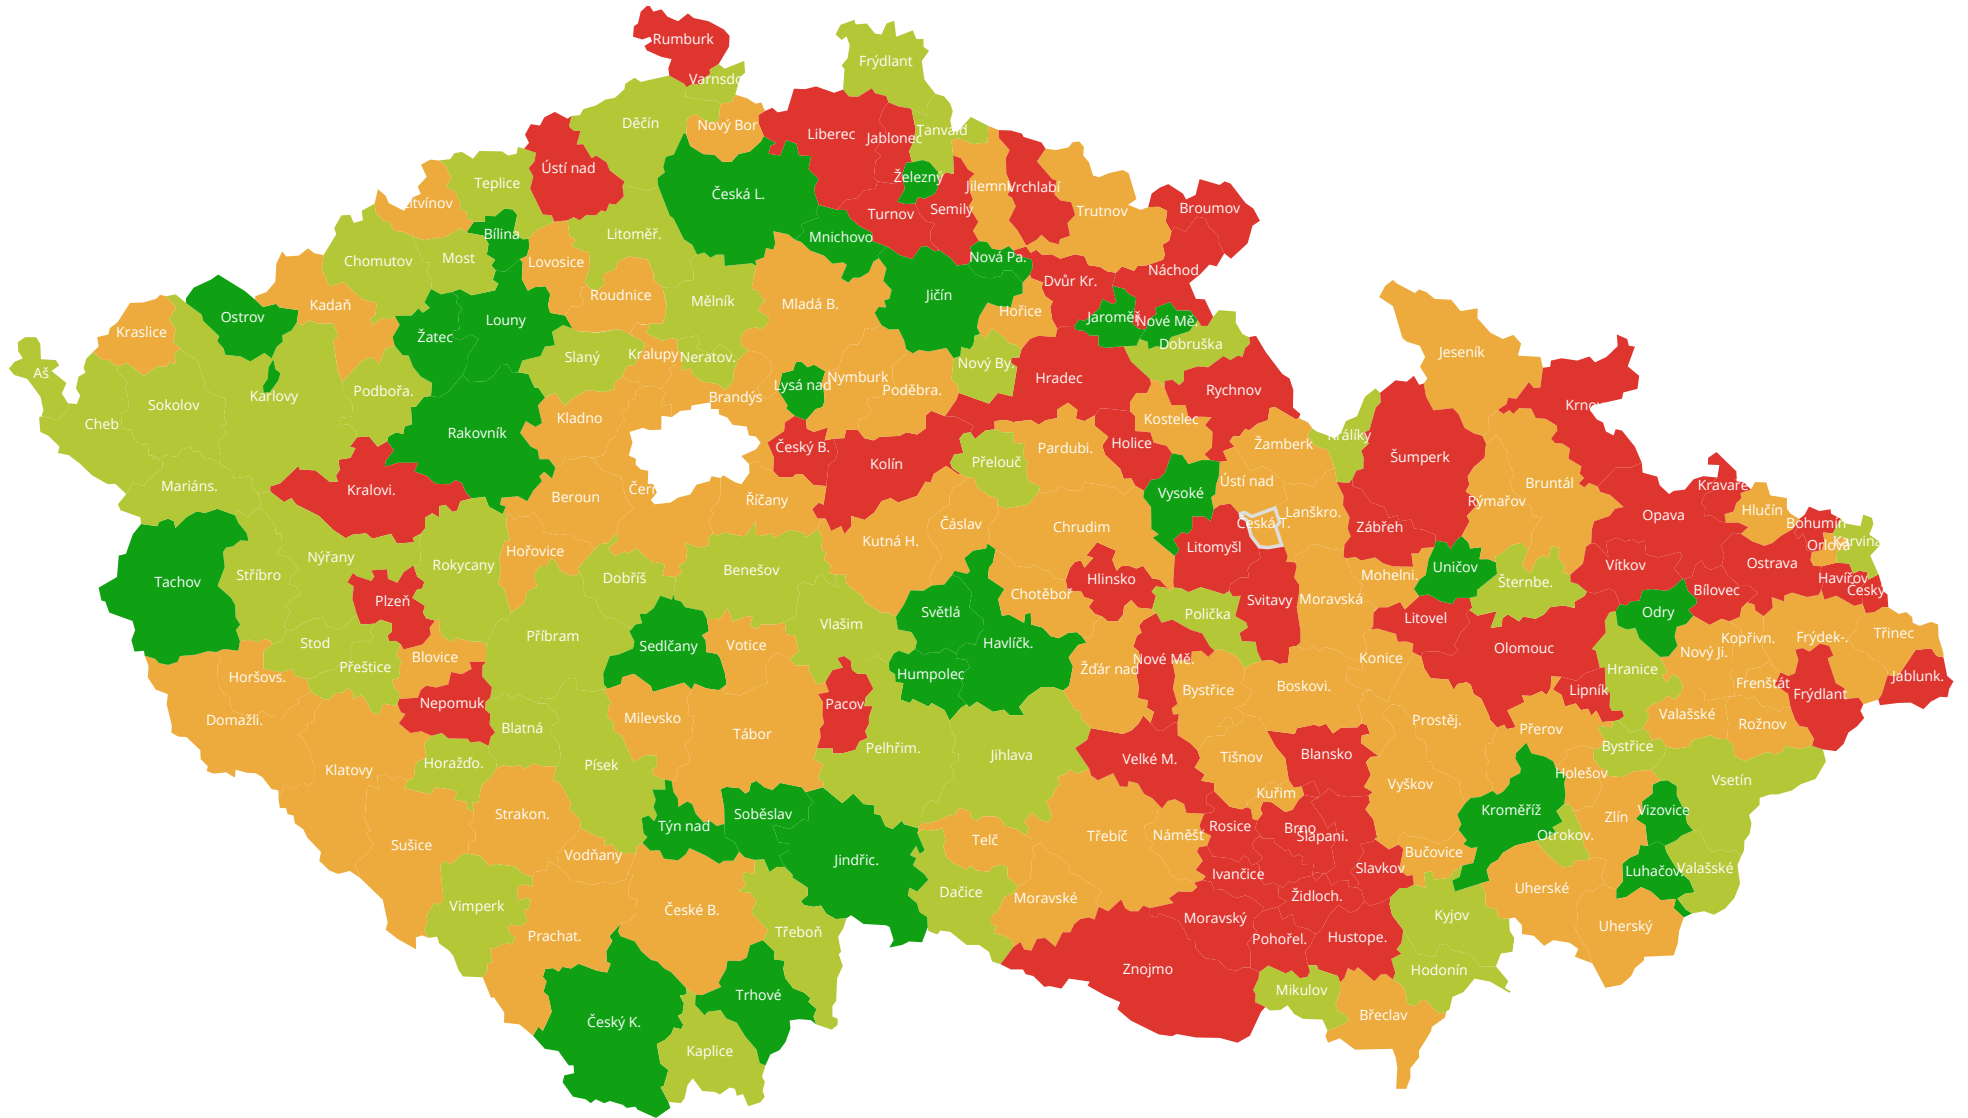 Rumburk
Frýdlant
Varnsdo
Děčín
Nový Bor
Liberec
Jablonec
Tanvald
Ústí nad
Teplice
Železný
Česká L.
Jilemni
Vrchlabí
Litvínov
Turnov
Semily
Trutnov
Broumov
Bílina
Litoměř.
Mnichovo
Most
Chomutov
Lovosice
Nová Pa.
Náchod
Dvůr Kr.
Roudnice
Mělník
Mladá B.
Jičín
Kadaň
Hořice
Ostrov
Louny
Jaroměř
Nové Mě.
Kraslice
Žatec
Dobruška
Slaný
Kralupy
Neratov.
Jeseník
Nový By.
Aš
Nymburk
Hradec
Lysá nad
Poděbra.
Rychnov
Podbořa.
Karlovy
Brandýs
Sokolov
Krnov
Cheb
Kladno
Kostelec
Rakovník
Králíky
Holice
Žamberk
Český B.
Pardubi.
Šumperk
Kolín
Přelouč
Mariáns.
Kralovi.
Ústí nad
Bruntál
Kravaře
Čern
Beroun
Říčany
Vysoké
Rýmařov
Hlučín
Lanškro.
Opava
Čáslav
Chrudim
Česká T.
Zábřeh
Bohumín
Kutná H.
Litomyšl
Orlová
Karviná
Hořovice
Nýřany
Rokycany
Vítkov
Ostrava
Stříbro
Dobříš
Benešov
Mohelni.
Uničov
Tachov
Hlinsko
Šternbe.
Havířov
Český
Bílovec
Chotěboř
Plzeň
Svitavy
Moravská
Světlá
Polička
Odry
Vlašim
Litovel
Příbram
Sedlčany
Votice
Havlíčk.
Kopřivn.
Frýdek-.
Třinec
Stod
Olomouc
Nový Ji.
Blovice
Nové Mě.
Konice
Přeštice
Žďár nad
Hranice
Horšovs.
Humpolec
Jablunk.
Frenštát
Bystřice
Boskovi.
Lipník
Frýdlant
Nepomuk
Pacov
Domažli.
Milevsko
Valašské
Prostěj.
Rožnov
Blatná
Přerov
Tábor
Pelhřim.
Bystřice
Jihlava
Blansko
Velké M.
Tišnov
Horažďo.
Písek
Klatovy
Holešov
Vsetín
Vyškov
Kuřim
Strakon.
Soběslav
Kroměříž
Vizovice
Zlín
Týn nad
Rosice
Brno
Třebíč
Náměšť
Šlapani.
Otrokov.
Telč
Sušice
Vodňany
Bučovice
Jindřic.
Slavkov
Valašské
Luhačov.
Ivančice
Uherské
Dačice
Židloch.
Moravské
Vimperk
České B.
Kyjov
Moravský
Uherský
Třeboň
Prachat.
Hustope.
Pohořel.
Znojmo
Hodonín
Mikulov
Trhové
Břeclav
Český K.
Kaplice